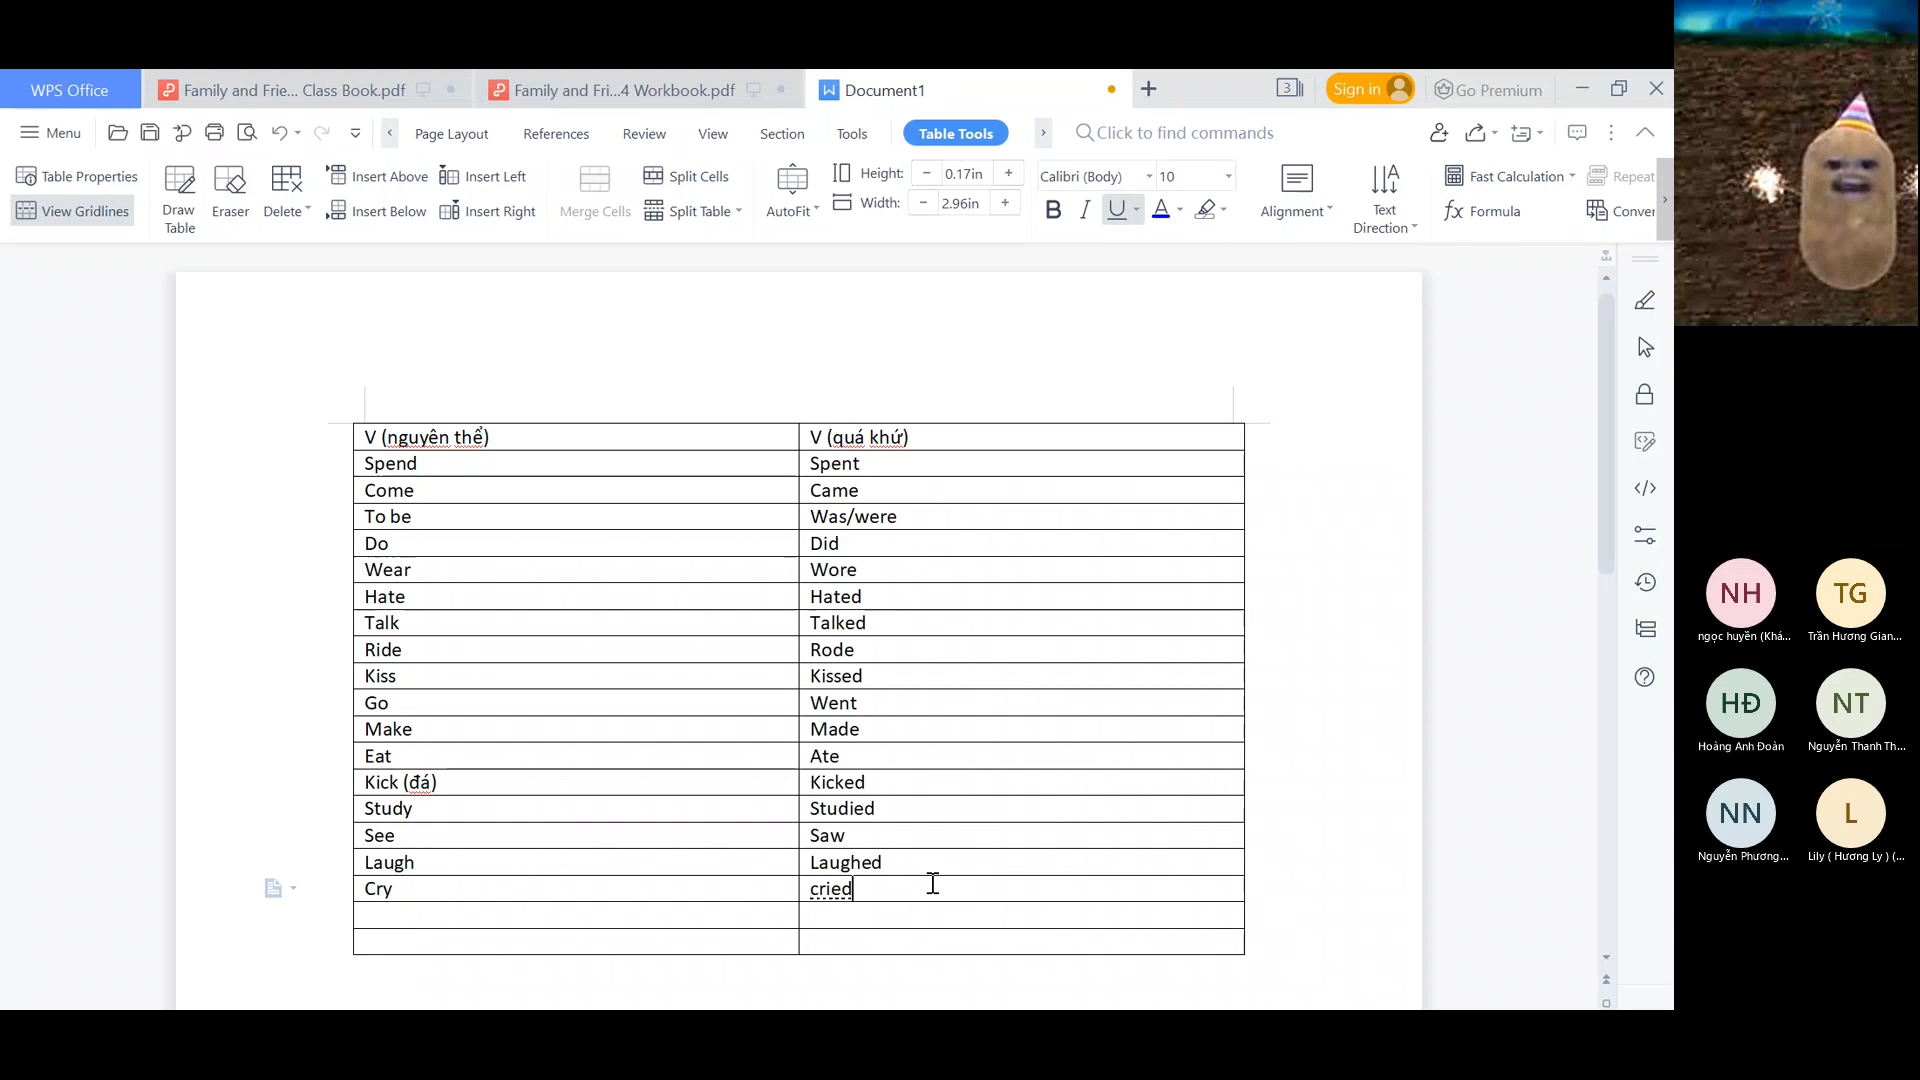 WPS Office
Family and Frie... Class Book.pdf
Family and Fri...4 Workbook.pdf
Document1
3
Sign in
Go Premium
Menu
Page Layout
References
Review
View
Section
Tools
Table Tools
Click to find commands
Table Properties
View Gridlines
Draw Table
Eraser
Delete
Insert Above
Insert Below
Insert Left
Insert Right
Merge Cells
Split Cells
Split Table
AutoFit
Height: 0.17in
Width: 2.96in
Calibri (Body) 10
B I U A
Alignment
Text Direction
Fast Calculation
fx Formula
Repeat
Conver
V (nguyên thể) V (quá khứ)
Spend Spent
Come Came
To be Was/were
Do Did
Wear Wore
Hate Hated
Talk Talked
Ride Rode
Kiss Kissed
Go Went
Make Made
Eat Ate
Kick (đá) Kicked
Study Studied
See Saw
Laugh Laughed
Cry cried
NH TG
ngọc huyền (Khá... Trần Hương Gian...
HĐ NT
Hoàng Anh Đoàn Nguyễn Thanh Th...
NN L
Nguyễn Phương... Lily ( Hương Ly ) (...